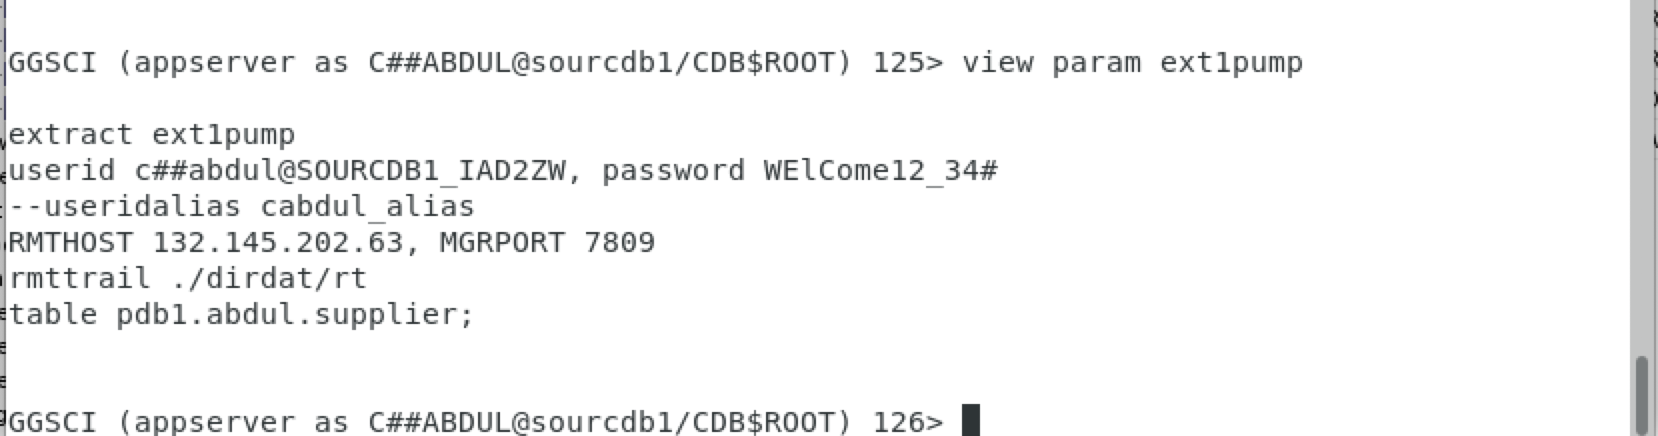 GGSCI (appserver as C##ABDUL@sourcdb1/CDB$ROOT) 125> view param ext1pump
extract ext1pump
userid c##abdul@SOURCDB1_IAD2ZW, password WElCome12_34#
--useridalias cabdul_alias
RMTHOST 132.145.202.63, MGRPORT 7809
rmttrail ./dirdat/rt
table pdb1.abdul.supplier;
GGSCI (appserver as C##ABDUL@sourcdb1/CDB$ROOT) 126>